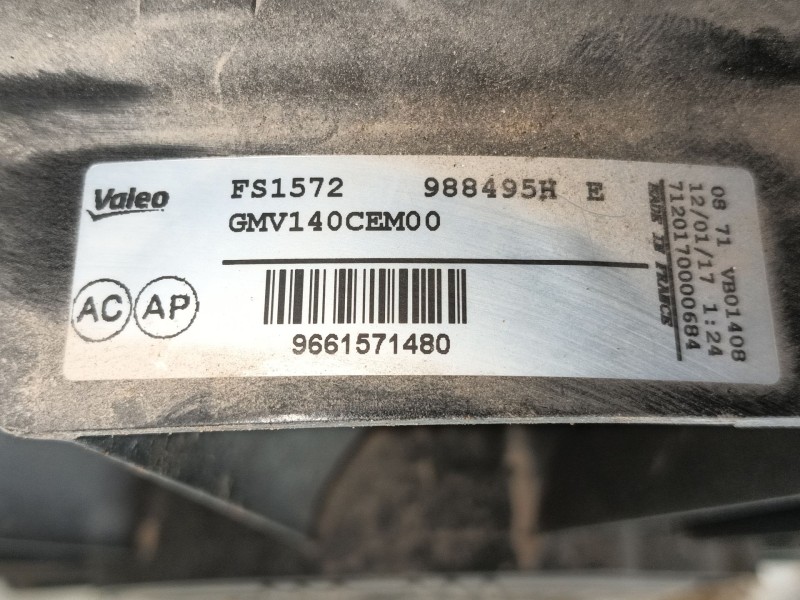 Valeo
FS1572 988495H E
GMV140CEM00
AC AP
9661571480
MADE IN FRANCE
08 71 VB01408
12/01/17 1:24
7120170000684